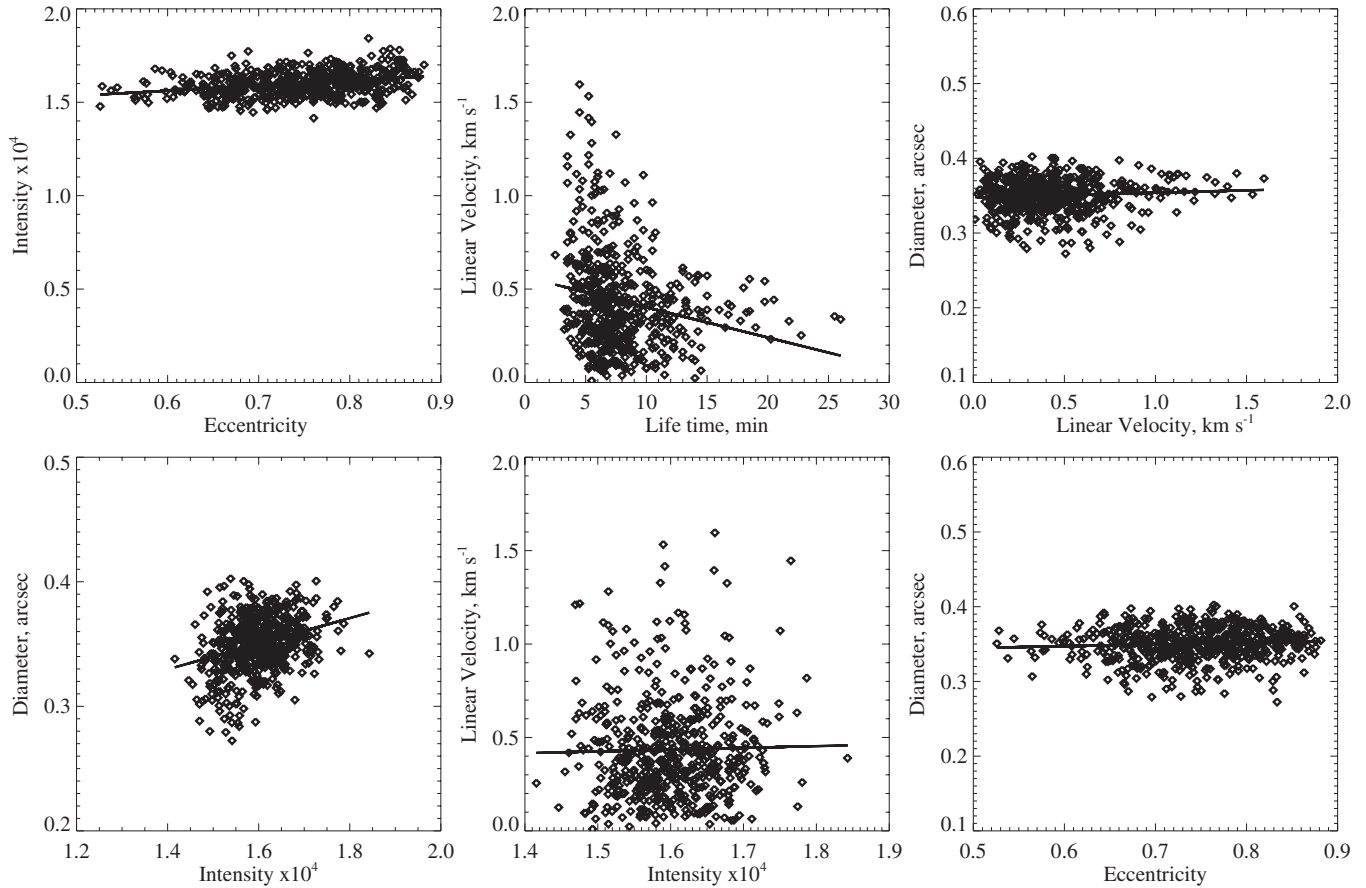 2.0
1.5
1.0
0.5
0.0
Intensity x10⁴
0.5 0.6 0.7 0.8 0.9
Eccentricity
2.0
1.5
1.0
0.5
0.0
Linear Velocity, km s⁻¹
0 5 10 15 20 25 30
Life time, min
0.6
0.5
0.4
0.3
0.2
0.1
Diameter, arcsec
0.0 0.5 1.0 1.5 2.0
Linear Velocity, km s⁻¹
0.5
0.4
0.3
0.2
Diameter, arcsec
1.2 1.4 1.6 1.8 2.0
Intensity x10⁴
2.0
1.5
1.0
0.5
0.0
Linear Velocity, km s⁻¹
1.4 1.5 1.6 1.7 1.8 1.9
Intensity x10⁴
0.6
0.5
0.4
0.3
0.2
0.1
Diameter, arcsec
0.5 0.6 0.7 0.8 0.9
Eccentricity